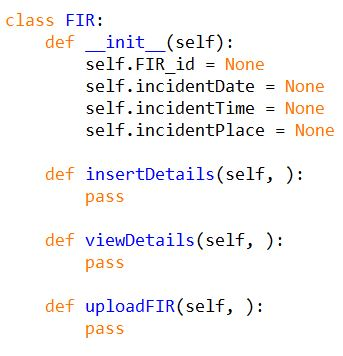 class FIR:
    def __init__(self):
        self.FIR_id = None
        self.incidentDate = None
        self.incidentTime = None
        self.incidentPlace = None
    def insertDetails(self, ):
        pass
    def viewDetails(self, ):
        pass
    def uploadFIR(self, ):
        pass